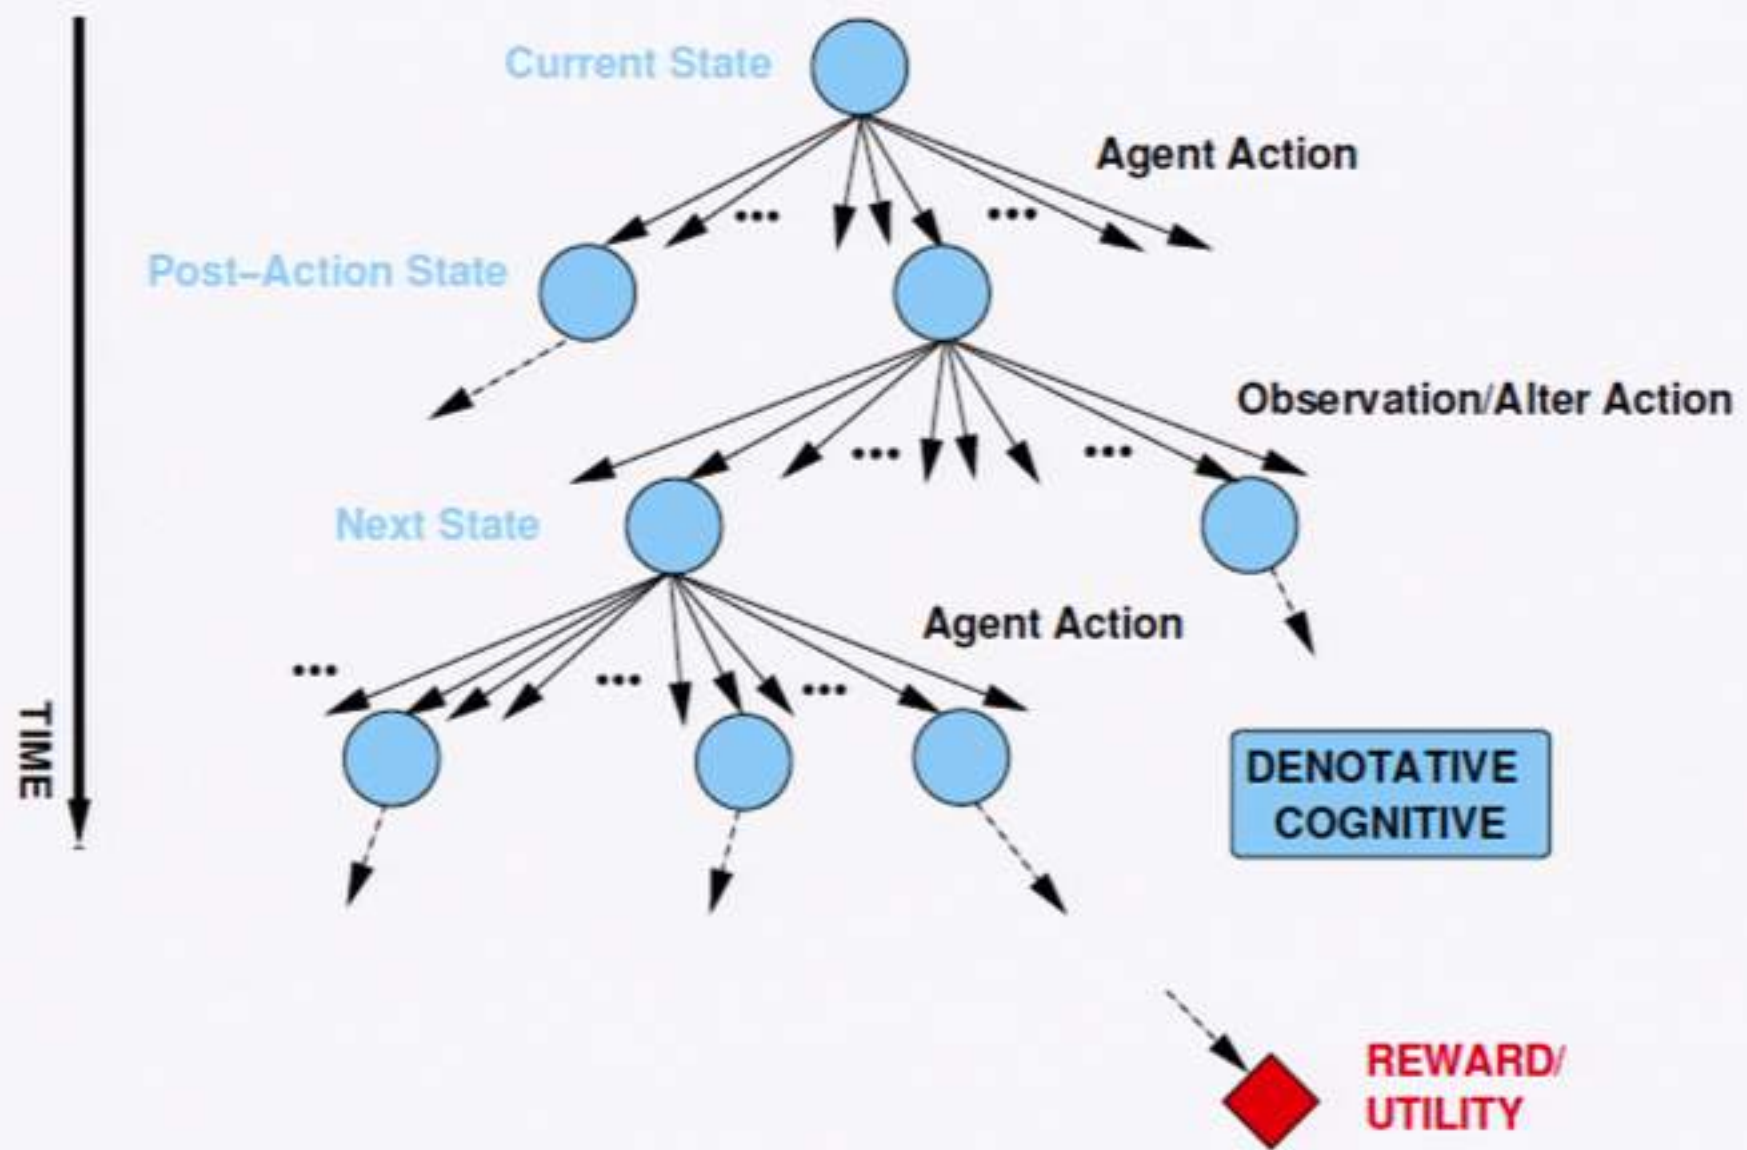 Current State
Agent Action
Post–Action State
Observation/Alter Action
Next State
Agent Action
TIME
DENOTATIVE
COGNITIVE
REWARD/
UTILITY